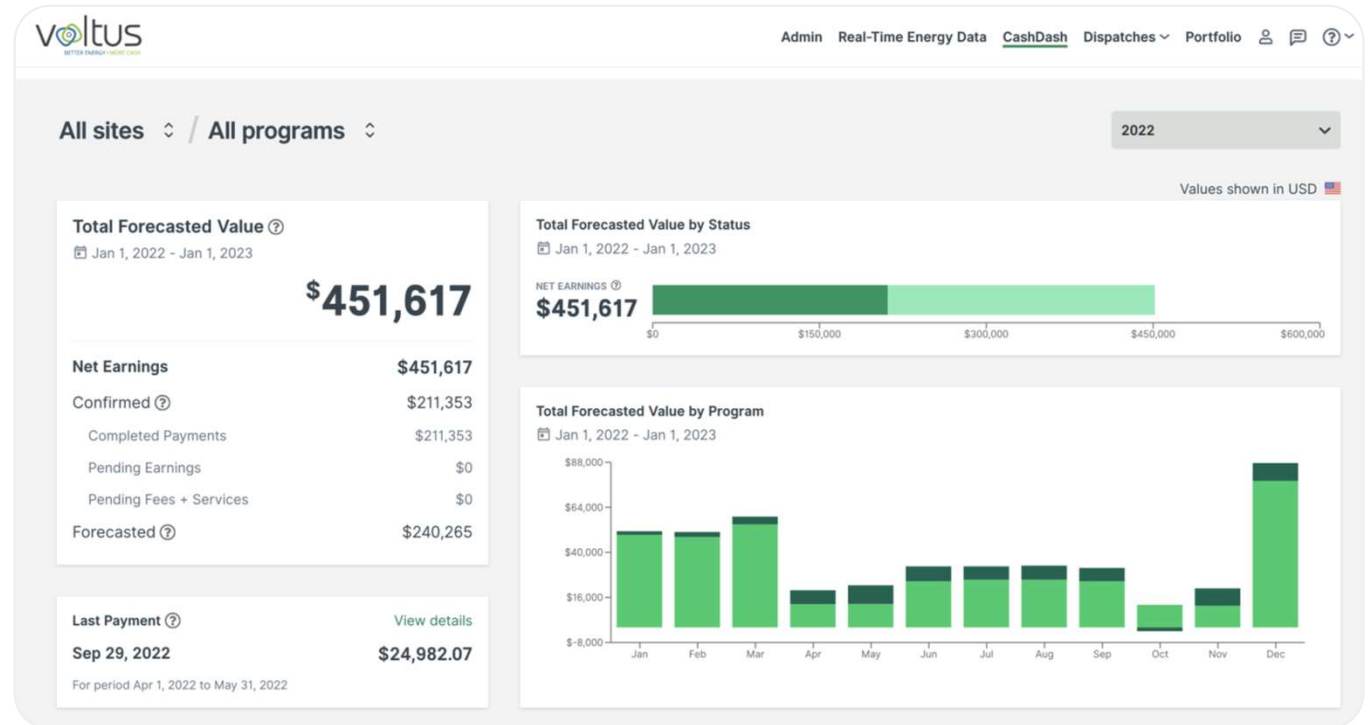 voltus
BETTER ENERGY • MORE CASH
Admin Real-Time Energy Data CashDash Dispatches Portfolio
All sites / All programs
2022
Values shown in USD
Total Forecasted Value
Jan 1, 2022 - Jan 1, 2023
$451,617
Net Earnings $451,617
Confirmed $211,353
Completed Payments $211,353
Pending Earnings $0
Pending Fees + Services $0
Forecasted $240,265
Last Payment View details
Sep 29, 2022 $24,982.07
For period Apr 1, 2022 to May 31, 2022
Total Forecasted Value by Status
Jan 1, 2022 - Jan 1, 2023
NET EARNINGS
$451,617
$0 $150,000 $300,000 $450,000 $600,000
Total Forecasted Value by Program
Jan 1, 2022 - Jan 1, 2023
$88,000
$64,000
$40,000
$16,000
$-8,000
Jan Feb Mar Apr May Jun Jul Aug Sep Oct Nov Dec